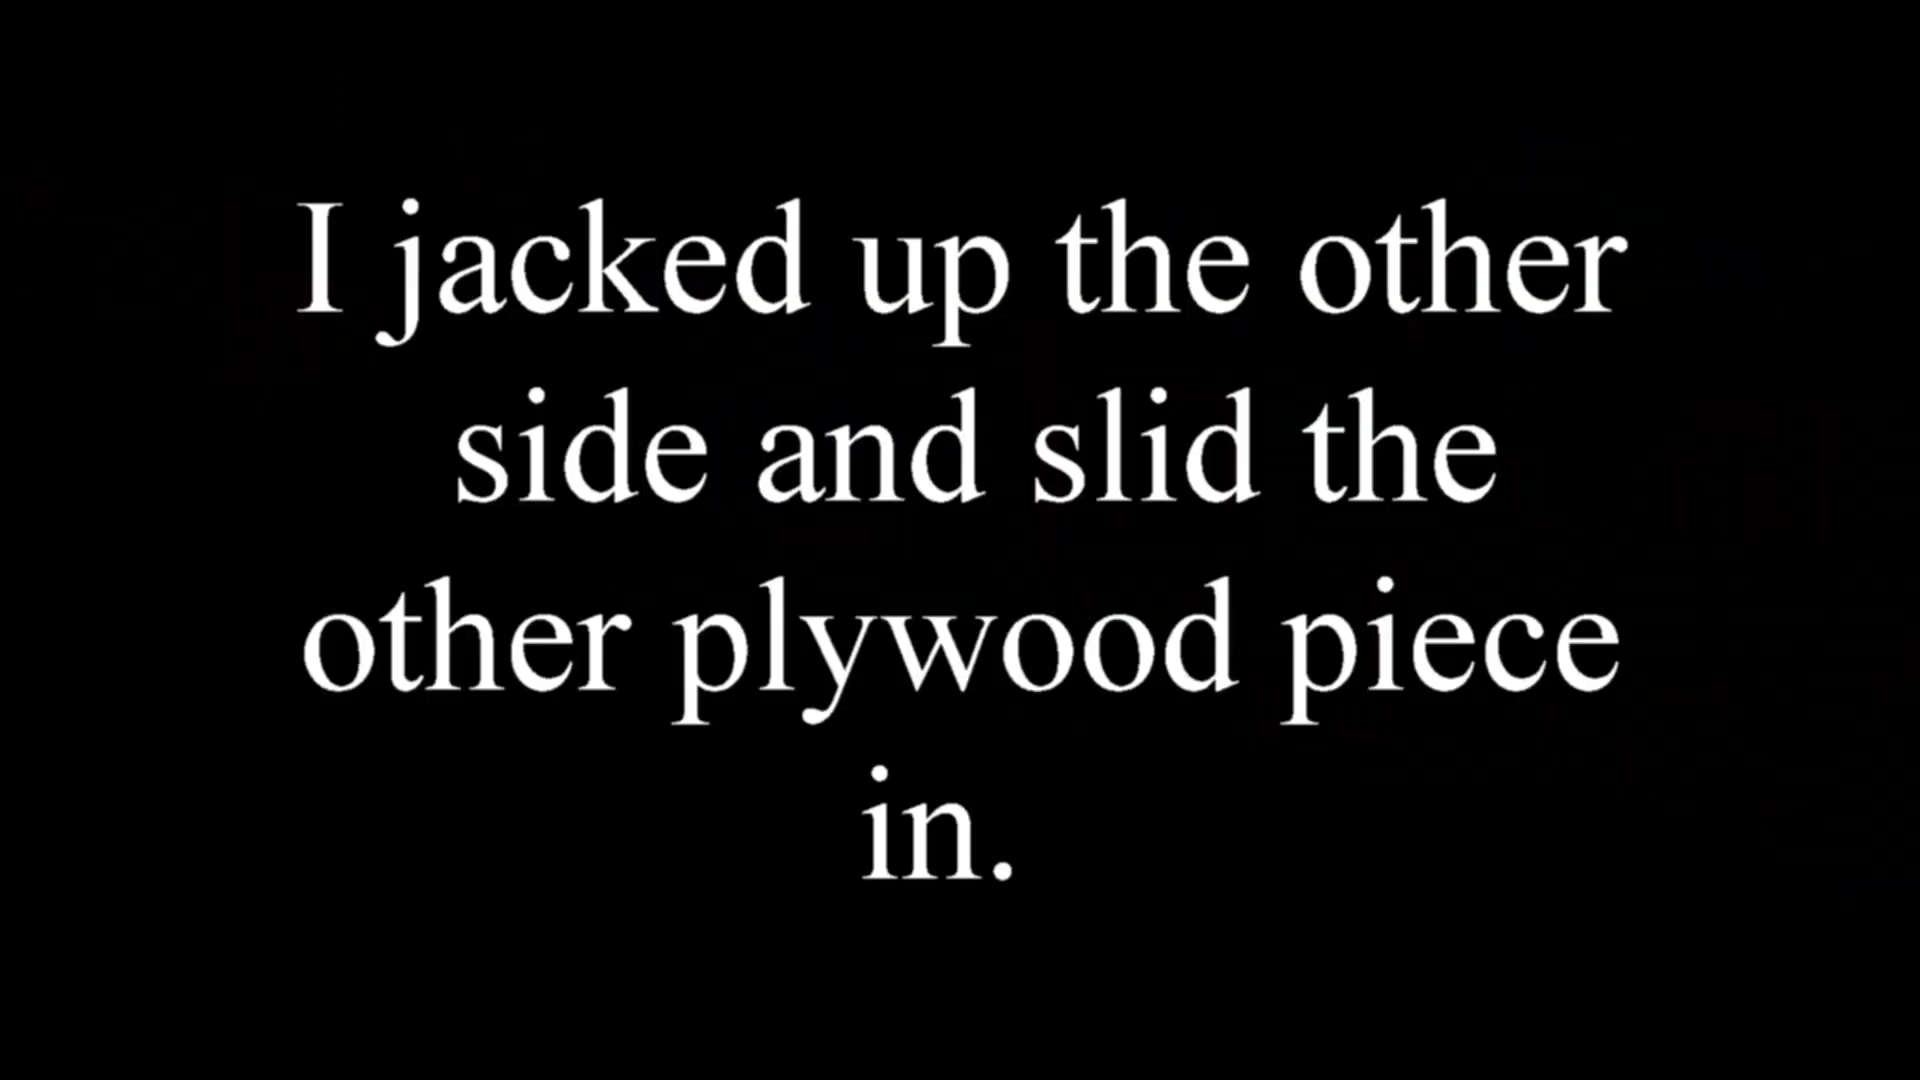 I jacked up the other
side and slid the
other plywood piece
in.